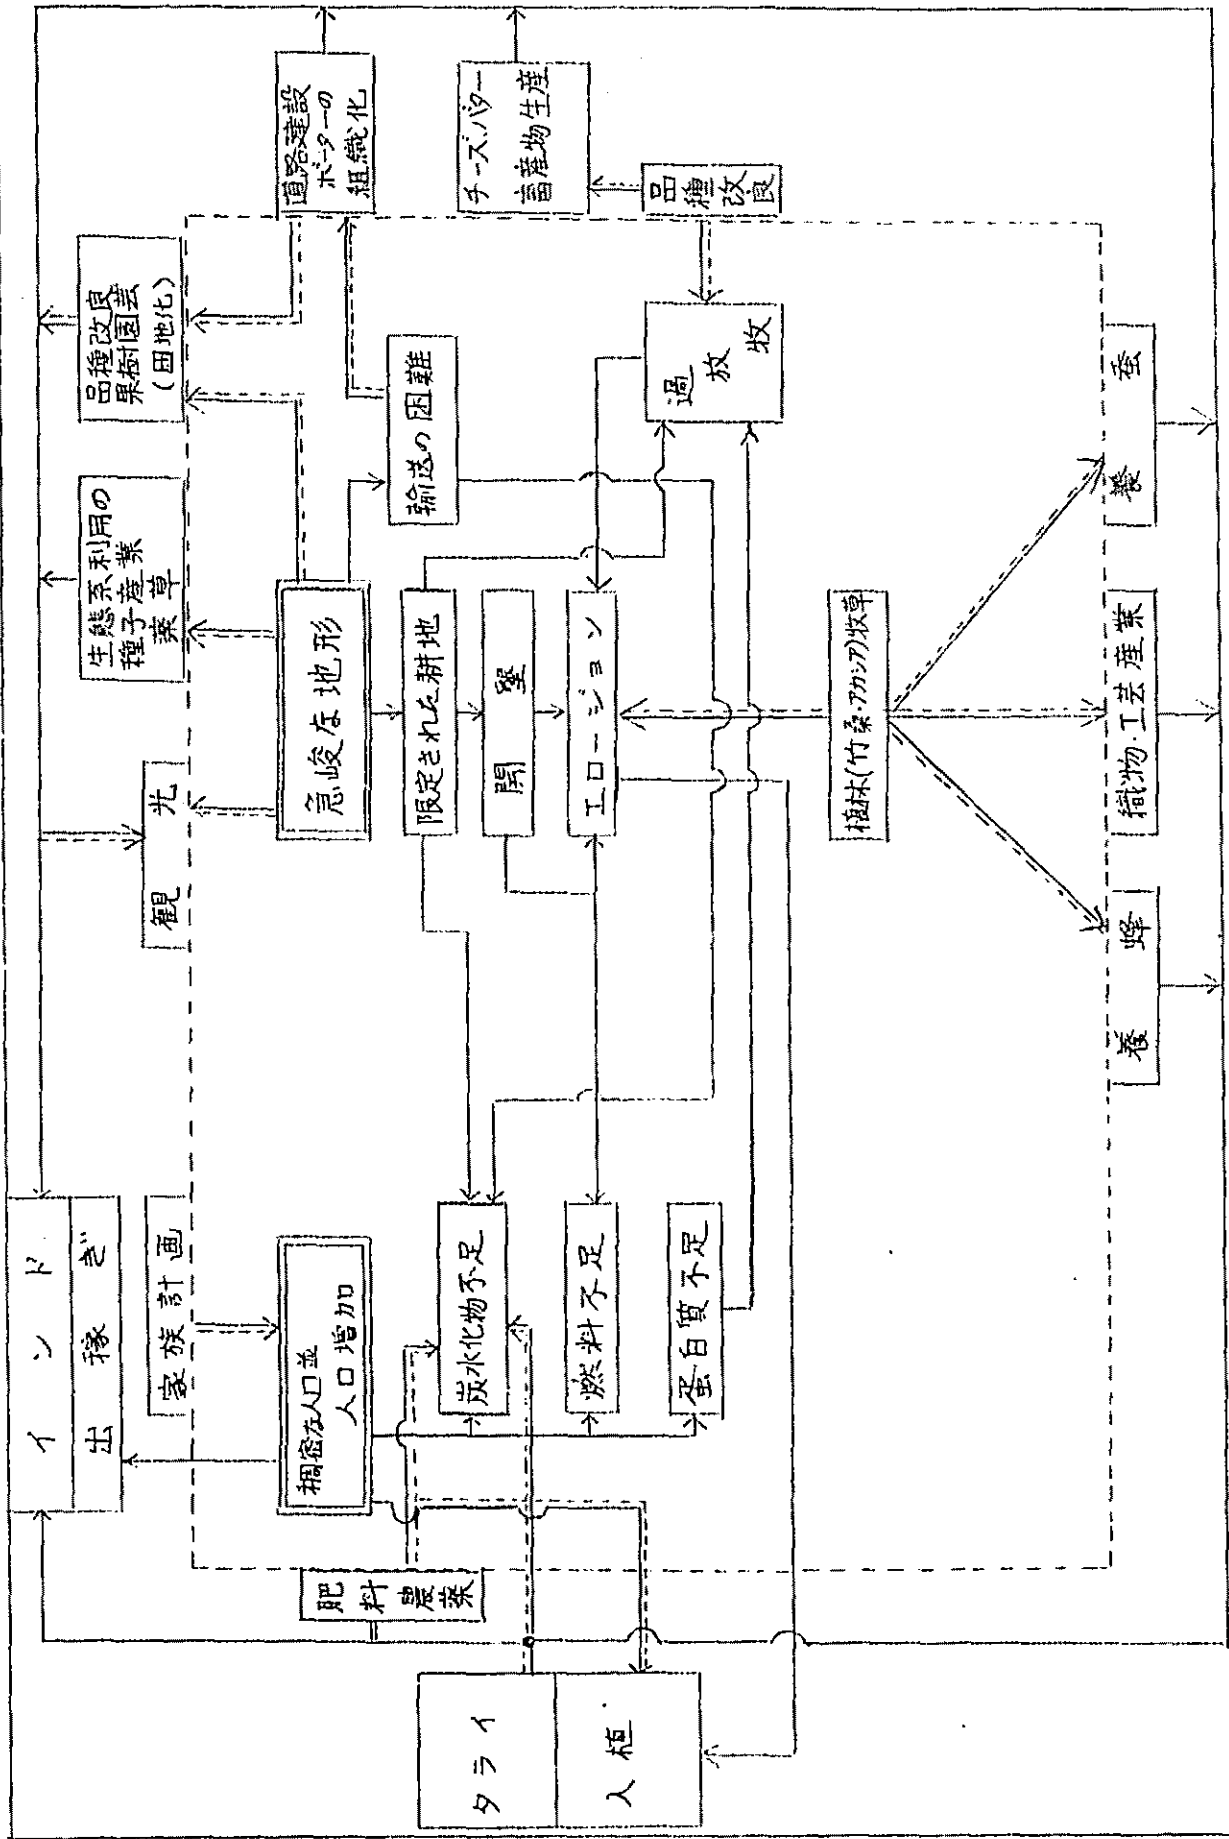 インド
出稼ぎ
家族計画
観光
生態系利用の
種子産業
薬草
品種改良
果樹園芸
(団地化)
道路建設
ポーターの
組織化
チーズ、バター
畜産物生産
品種改良
肥料農薬
稠密な人口並
人口増加
急峻な地形
輸送の困難
限定された耕地
開墾
エロージョン
過放牧
炭水化物不足
燃料不足
蛋白質不足
タライ
入植
植林(竹桑・アカシア)牧草
養蜂
織物・工芸産業
養蚕